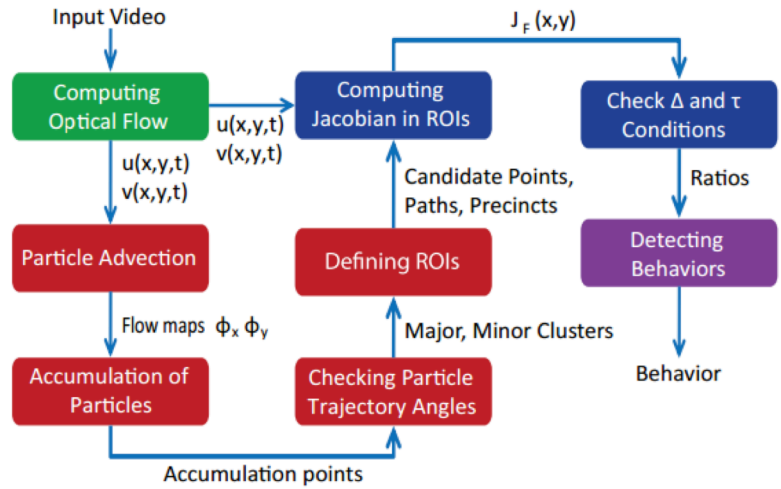 Input Video
Computing
Optical Flow
u(x,y,t)
v(x,y,t)
u(x,y,t)
v(x,y,t)
Particle Advection
Flow maps ϕₓ ϕᵧ
Accumulation of
Particles
Accumulation points
Checking Particle
Trajectory Angles
Major, Minor Clusters
Defining ROIs
Candidate Points,
Paths, Precincts
Computing
Jacobian in ROIs
J F (x,y)
Check Δ and τ
Conditions
Ratios
Detecting
Behaviors
Behavior